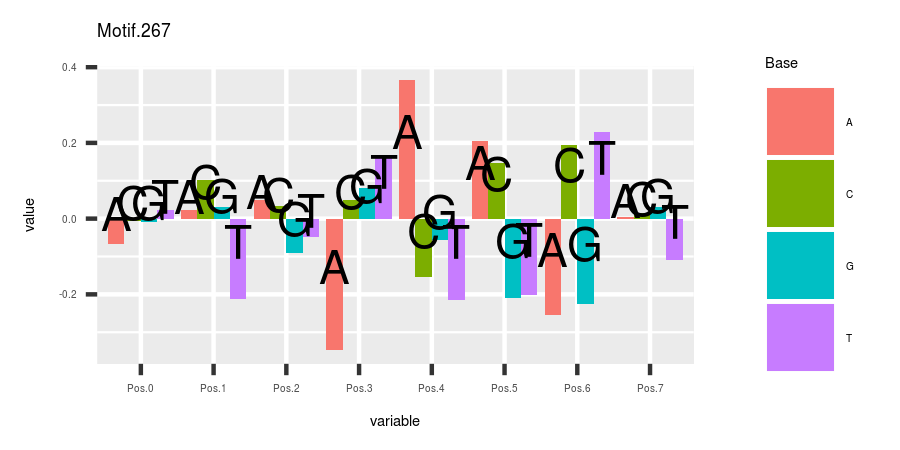 Motif.267
Base
0.4
0.2
0.0
-0.2
value
A C G T A C G T A C G T A C G T A C G T A C G T A C G T A C G T
A
C
G
T
Pos.0 Pos.1 Pos.2 Pos.3 Pos.4 Pos.5 Pos.6 Pos.7
variable